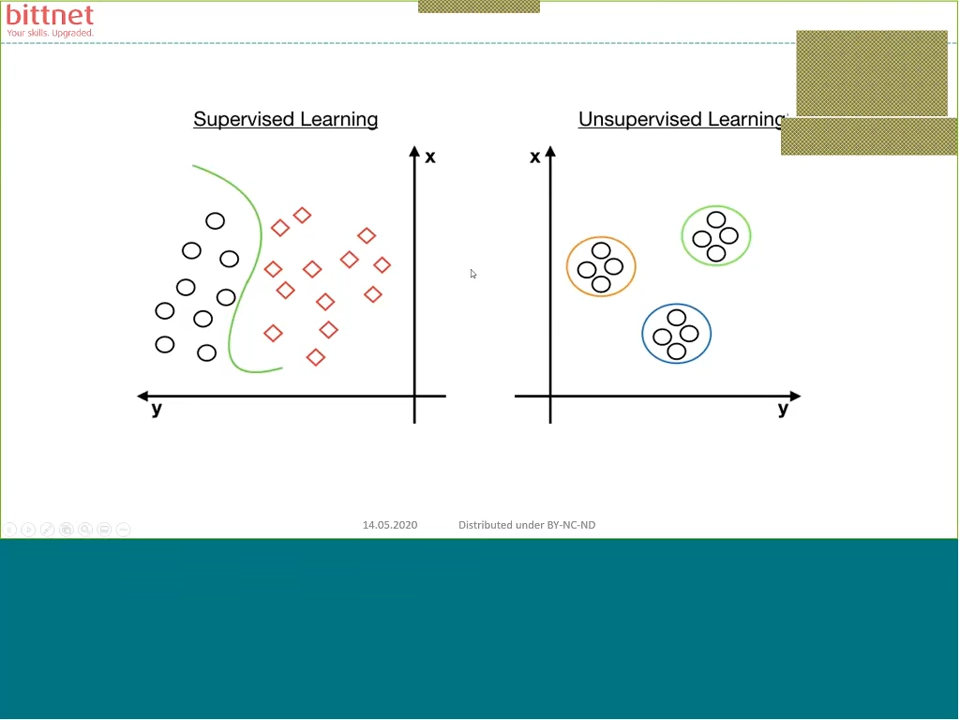 bittnet
Your skills. Upgraded.
Supervised Learning
Unsupervised Learning
x
x
y
y
14.05.2020
Distributed under BY-NC-ND